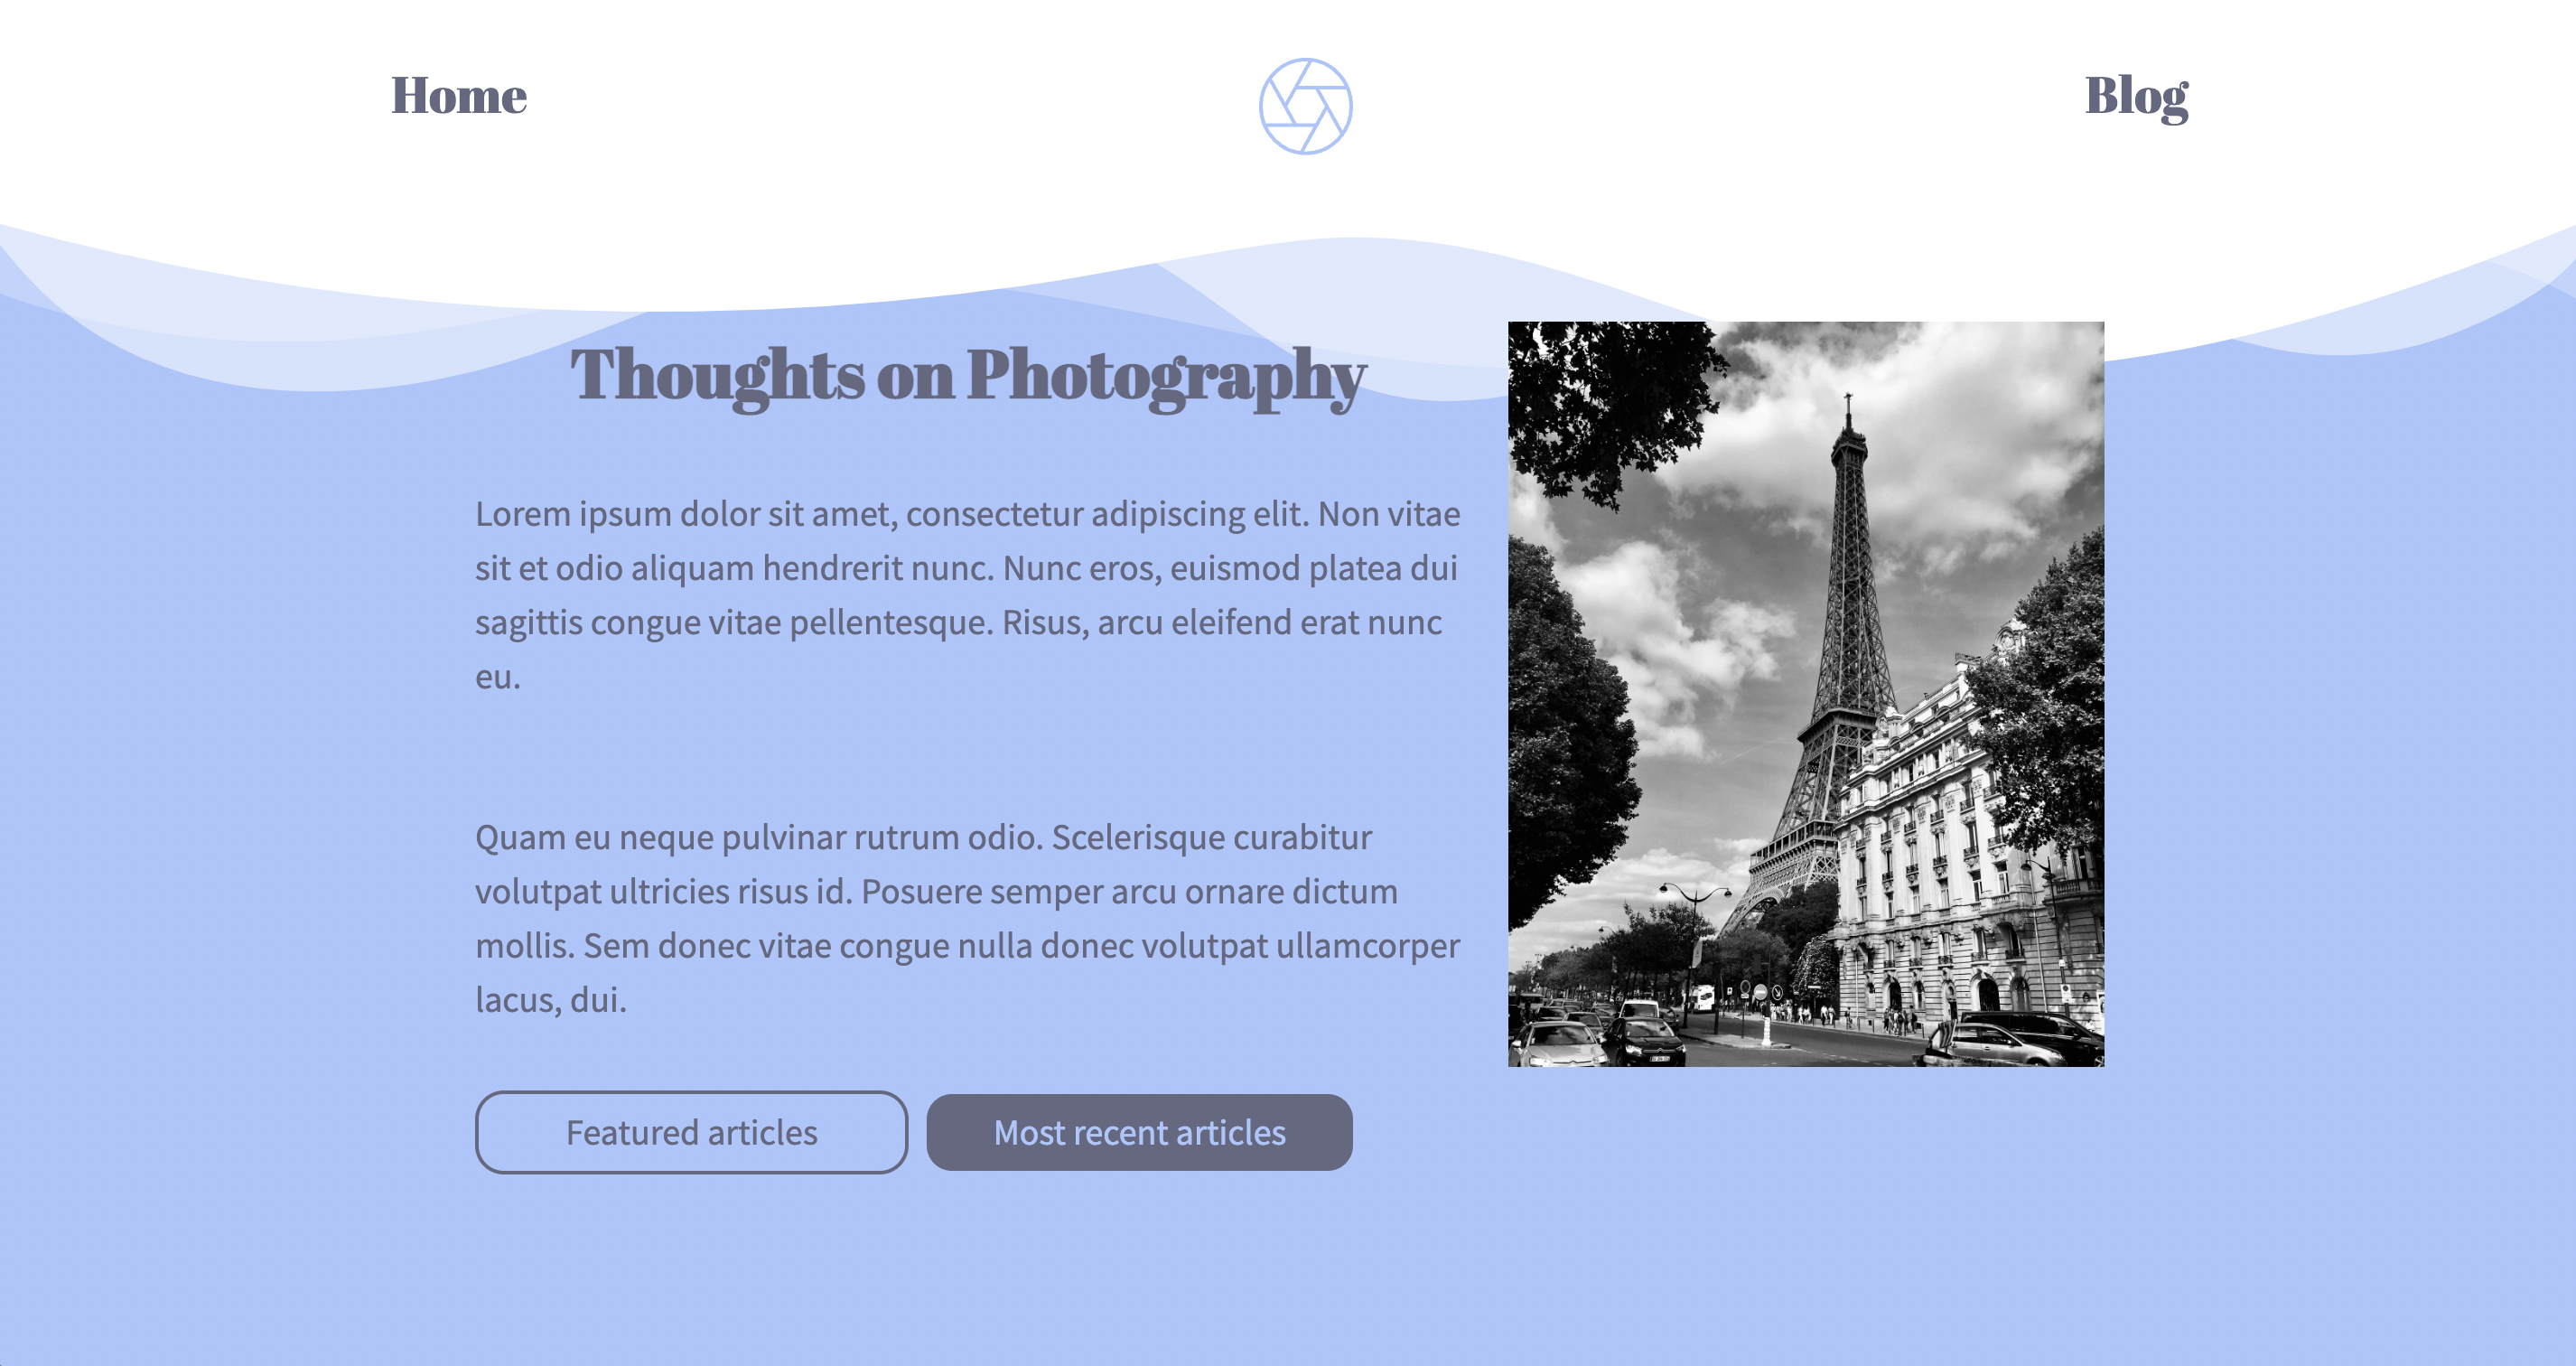 Home
Blog
Thoughts on Photography
Lorem ipsum dolor sit amet, consectetur adipiscing elit. Non vitae
sit et odio aliquam hendrerit nunc. Nunc eros, euismod platea dui
sagittis congue vitae pellentesque. Risus, arcu eleifend erat nunc
eu.
Quam eu neque pulvinar rutrum odio. Scelerisque curabitur
volutpat ultricies risus id. Posuere semper arcu ornare dictum
mollis. Sem donec vitae congue nulla donec volutpat ullamcorper
lacus, dui.
Featured articles
Most recent articles